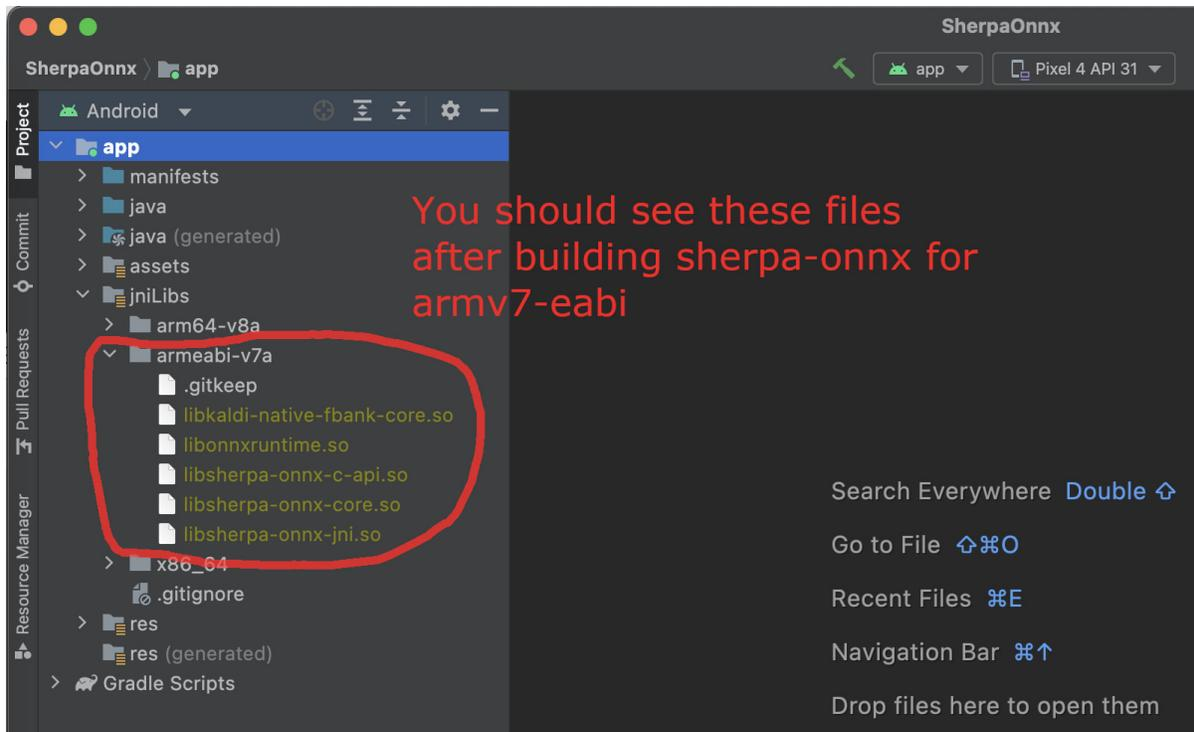 SherpaOnnx
SherpaOnnx 〉 app
app
Pixel 4 API 31
Project
Commit
Pull Requests
Resource Manager
Android
app
manifests
java
java (generated)
assets
jniLibs
arm64-v8a
armeabi-v7a
.gitkeep
libkaldi-native-fbank-core.so
libonnxruntime.so
libsherpa-onnx-c-api.so
libsherpa-onnx-core.so
libsherpa-onnx-jni.so
x86_64
.gitignore
res
res (generated)
Gradle Scripts
You should see these files
after building sherpa-onnx for
armv7-eabi
Search Everywhere Double ⇧
Go to File ⇧⌘O
Recent Files ⌘E
Navigation Bar ⌘↑
Drop files here to open them